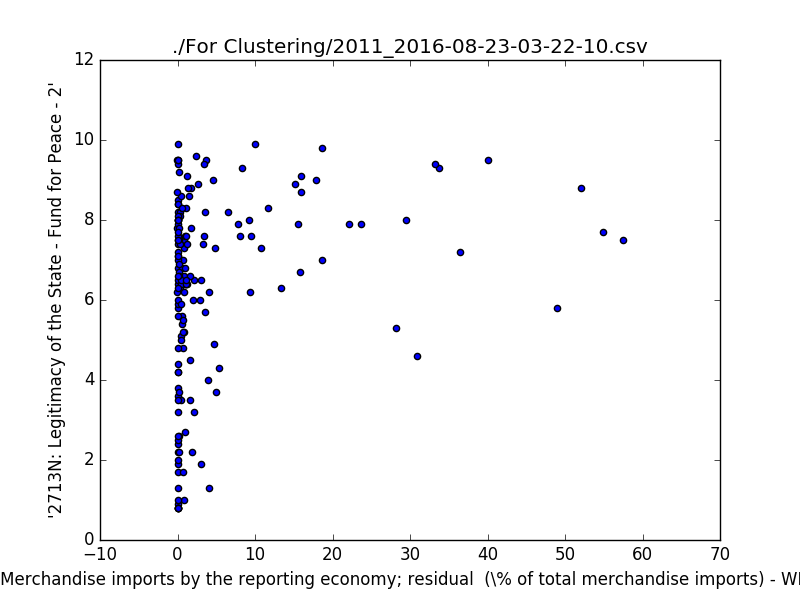 ./For Clustering/2011_2016-08-23-03-22-10.csv
12
10
8
6
4
2
0
'2713N: Legitimacy of the State - Fund for Peace - 2'
−10 0 10 20 30 40 50 60 70
Merchandise imports by the reporting economy; residual (\% of total merchandise imports) - WI